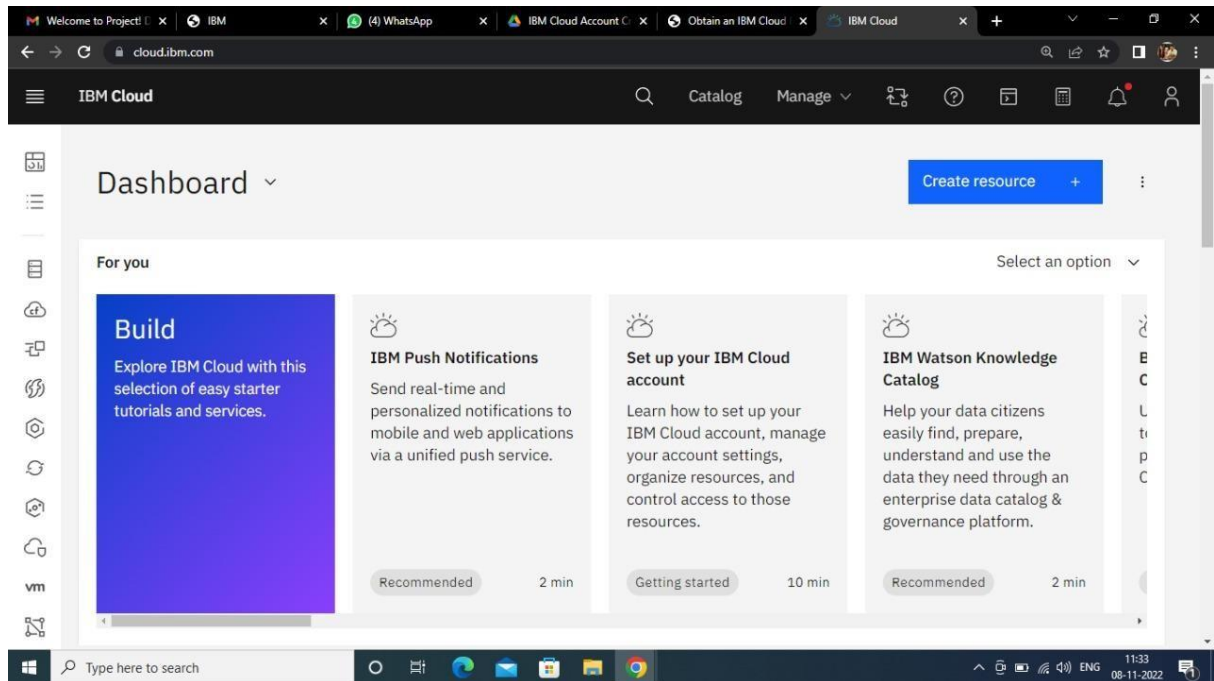 Welcome to Project!
IBM
(4) WhatsApp
IBM Cloud Account
Obtain an IBM Cloud
IBM Cloud
cloud.ibm.com
IBM Cloud
Catalog
Manage
Dashboard
Create resource +
For you
Select an option
Build
Explore IBM Cloud with this
selection of easy starter
tutorials and services.
IBM Push Notifications
Send real-time and
personalized notifications to
mobile and web applications
via a unified push service.
Recommended
2 min
Set up your IBM Cloud
account
Learn how to set up your
IBM Cloud account, manage
your account settings,
organize resources, and
control access to those
resources.
Getting started
10 min
IBM Watson Knowledge
Catalog
Help your data citizens
easily find, prepare,
understand and use the
data they need through an
enterprise data catalog &
governance platform.
Recommended
2 min
cf
vm
Type here to search
ENG
11:33
08-11-2022